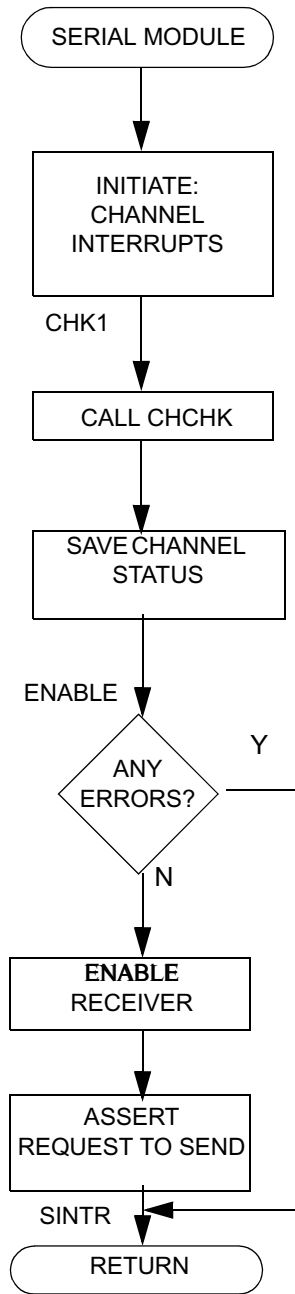 SERIAL MODULE
INITIATE:
CHANNEL
INTERRUPTS
CHK1
CALL CHCHK
SAVE CHANNEL
STATUS
ENABLE
ANY
ERRORS?
Y
N
ENABLE
RECEIVER
ASSERT
REQUEST TO SEND
SINTR
RETURN